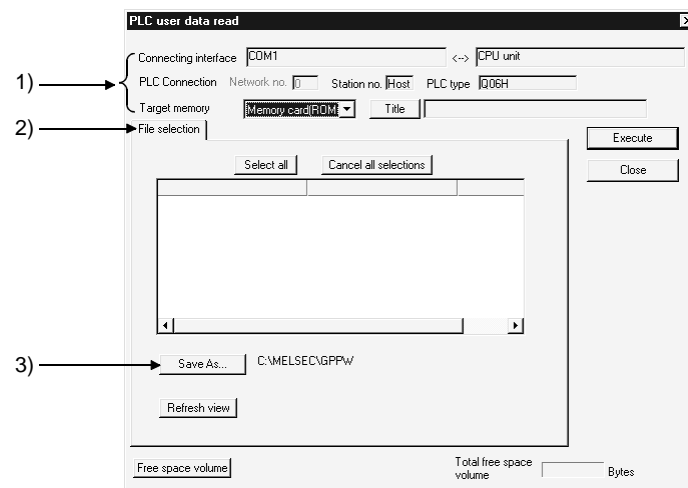 PLC user data read
1)
Connecting interface COM1 <--> CPU unit
PLC Connection Network no. 0 Station no. Host PLC type Q06H
Target memory Memory card(ROM Title
2)
File selection
Execute
Select all Cancel all selections
Close
3)
Save As... C:\MELSEC\GPPW
Refresh view
Free space volume Total free space volume Bytes